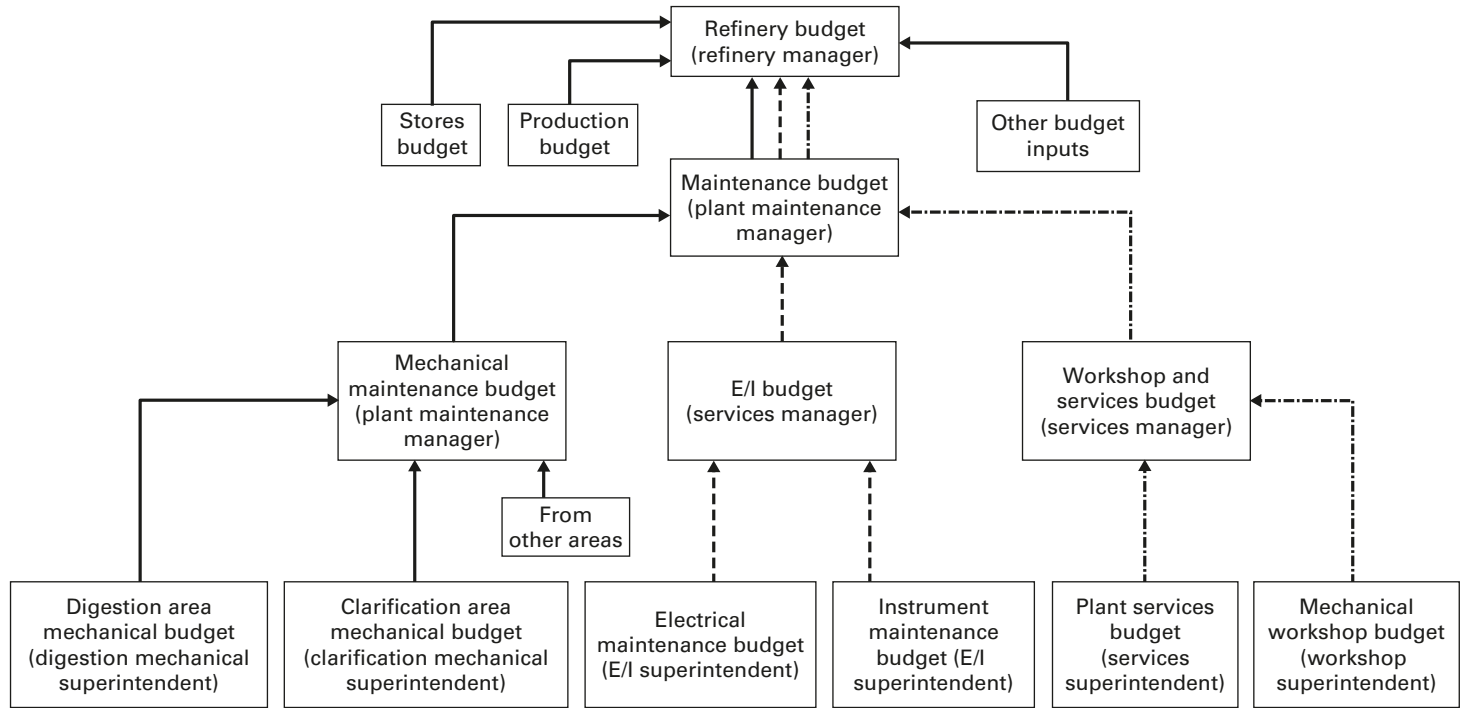 Refinery budget
(refinery manager)
Stores
budget
Production
budget
Other budget
inputs
Maintenance budget
(plant maintenance
manager)
Mechanical
maintenance budget
(plant maintenance
manager)
E/I budget
(services manager)
Workshop and
services budget
(services manager)
From
other areas
Digestion area
mechanical budget
(digestion mechanical
superintendent)
Clarification area
mechanical budget
(clarification mechanical
superintendent)
Electrical
maintenance budget
(E/I superintendent)
Instrument
maintenance
budget (E/I
superintendent)
Plant services
budget
(services
superintendent)
Mechanical
workshop budget
(workshop
superintendent)